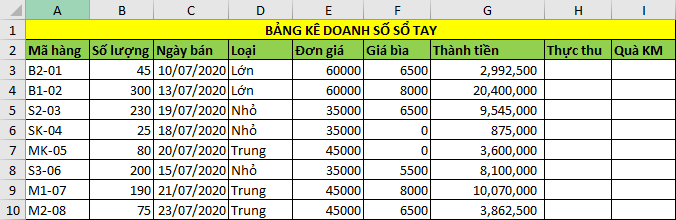 A B C D E F G H I
1 BẢNG KÊ DOANH SỐ SỔ TAY
2 Mã hàng Số lượng Ngày bán Loại Đơn giá Giá bìa Thành tiền Thực thu Quà KM
3 B2-01 45 10/07/2020 Lớn 60000 6500 2,992,500
4 B1-02 300 13/07/2020 Lớn 60000 8000 20,400,000
5 S2-03 230 19/07/2020 Nhỏ 35000 6500 9,545,000
6 SK-04 25 18/07/2020 Nhỏ 35000 0 875,000
7 MK-05 80 20/07/2020 Trung 45000 0 3,600,000
8 S3-06 200 15/07/2020 Nhỏ 35000 5500 8,100,000
9 M1-07 190 21/07/2020 Trung 45000 8000 10,070,000
10 M2-08 75 23/07/2020 Trung 45000 6500 3,862,500